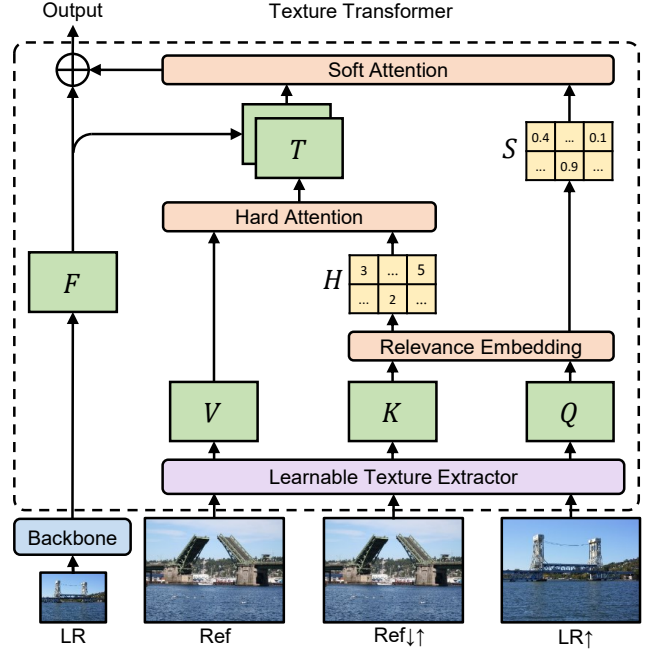 Output
Texture Transformer
Soft Attention
T
S
0.4 ... 0.1
... 0.9 ...
Hard Attention
F
H
3 ... 5
... 2 ...
Relevance Embedding
V
K
Q
Learnable Texture Extractor
Backbone
LR
Ref
Ref↓↑
LR↑